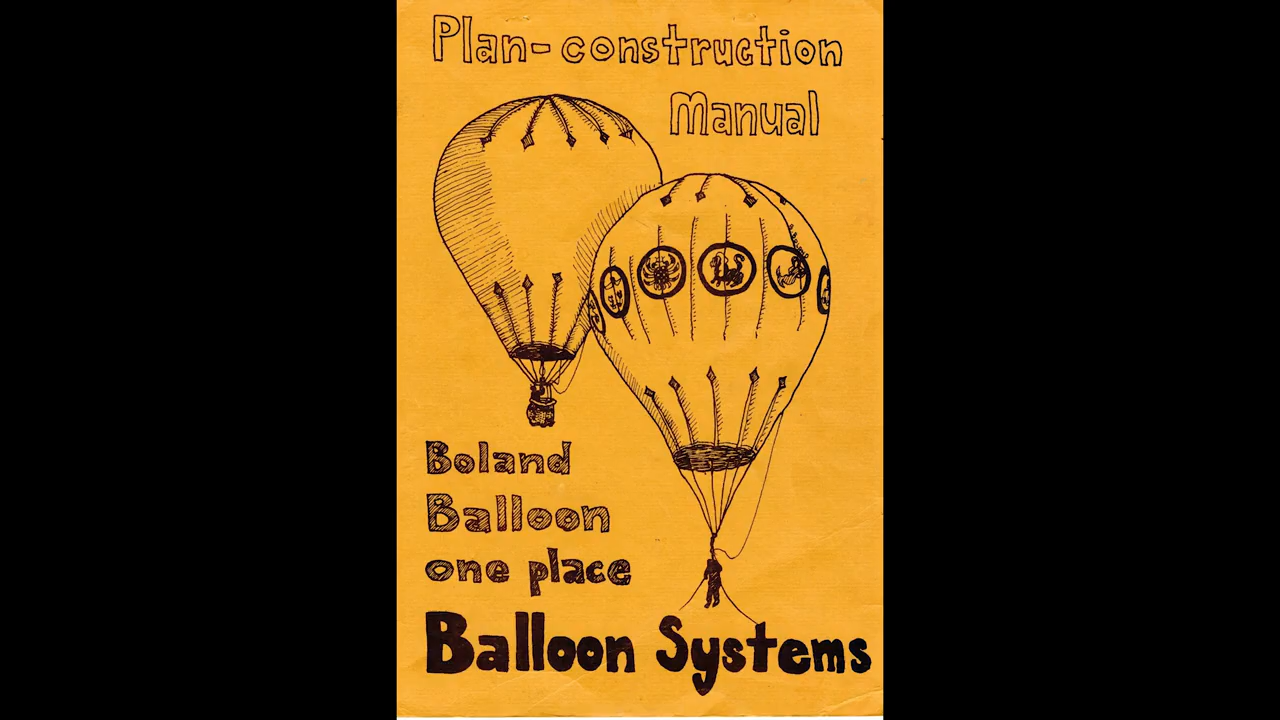 Plan-construction
Manual
Boland
Balloon
one place
Balloon Systems